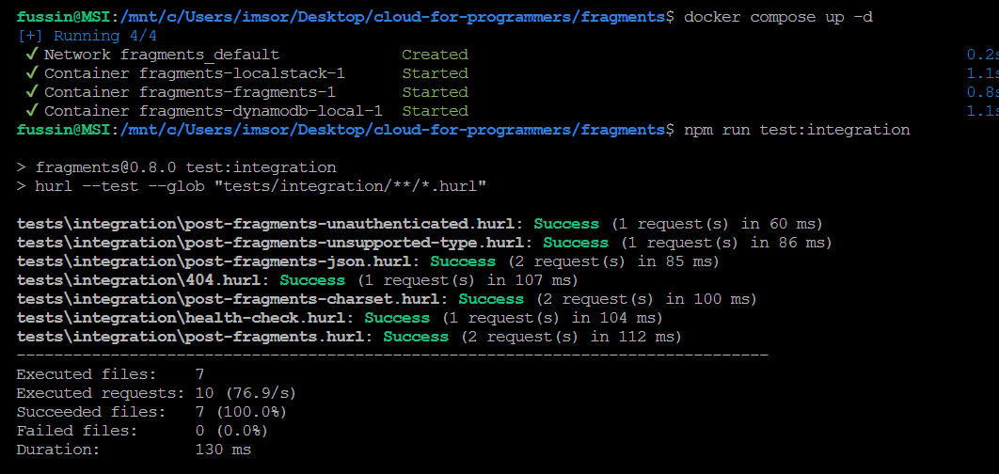 fussin@MSI:/mnt/c/Users/imsor/Desktop/cloud-for-programmers/fragments$ docker compose up -d
[+] Running 4/4
✓ Network fragments_default Created 0.2s
✓ Container fragments-localstack-1 Started 1.1s
✓ Container fragments-fragments-1 Started 0.8s
✓ Container fragments-dynamodb-local-1 Started 1.1s
fussin@MSI:/mnt/c/Users/imsor/Desktop/cloud-for-programmers/fragments$ npm run test:integration
> fragments@0.8.0 test:integration
> hurl --test --glob "tests/integration/**/*.hurl"
tests\integration\post-fragments-unauthenticated.hurl: Success (1 request(s) in 60 ms)
tests\integration\post-fragments-unsupported-type.hurl: Success (1 request(s) in 86 ms)
tests\integration\post-fragments-json.hurl: Success (2 request(s) in 85 ms)
tests\integration\404.hurl: Success (1 request(s) in 107 ms)
tests\integration\post-fragments-charset.hurl: Success (2 request(s) in 100 ms)
tests\integration\health-check.hurl: Success (1 request(s) in 104 ms)
tests\integration\post-fragments.hurl: Success (2 request(s) in 112 ms)
--------------------------------------------------------------------------------
Executed files: 7
Executed requests: 10 (76.9/s)
Succeeded files: 7 (100.0%)
Failed files: 0 (0.0%)
Duration: 130 ms